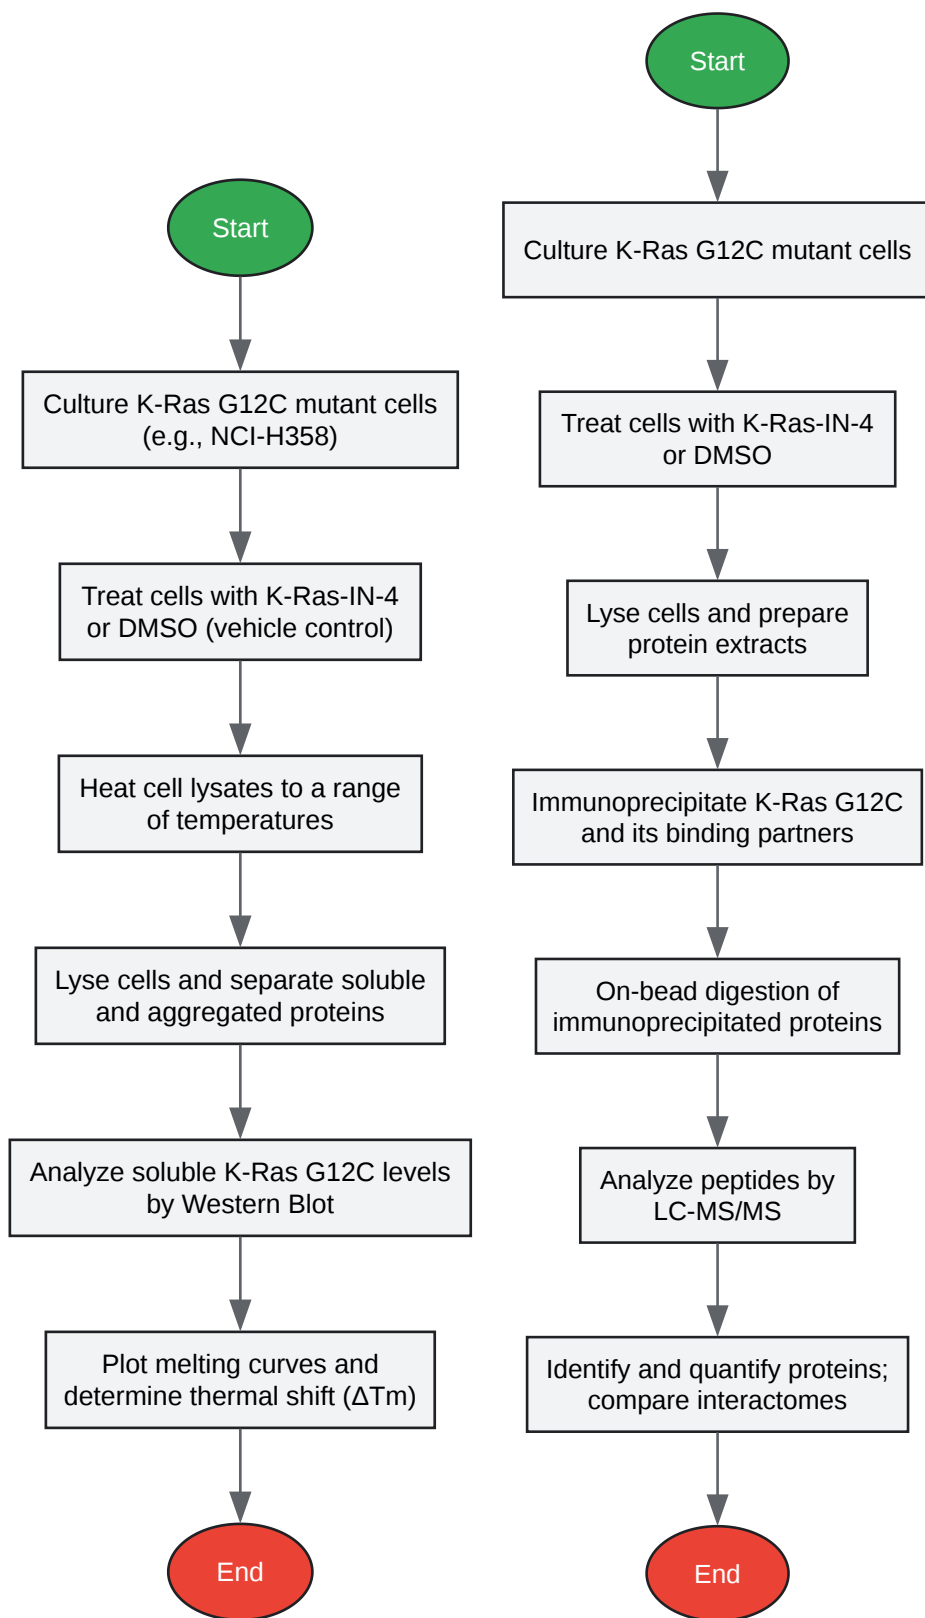 Start
Culture K-Ras G12C mutant cells
(e.g., NCI-H358)
Treat cells with K-Ras-IN-4
or DMSO (vehicle control)
Heat cell lysates to a range
of temperatures
Lyse cells and separate soluble
and aggregated proteins
Analyze soluble K-Ras G12C levels
by Western Blot
Plot melting curves and
determine thermal shift (ΔTm)
End
Start
Culture K-Ras G12C mutant cells
Treat cells with K-Ras-IN-4
or DMSO
Lyse cells and prepare
protein extracts
Immunoprecipitate K-Ras G12C
and its binding partners
On-bead digestion of
immunoprecipitated proteins
Analyze peptides by
LC-MS/MS
Identify and quantify proteins;
compare interactomes
End